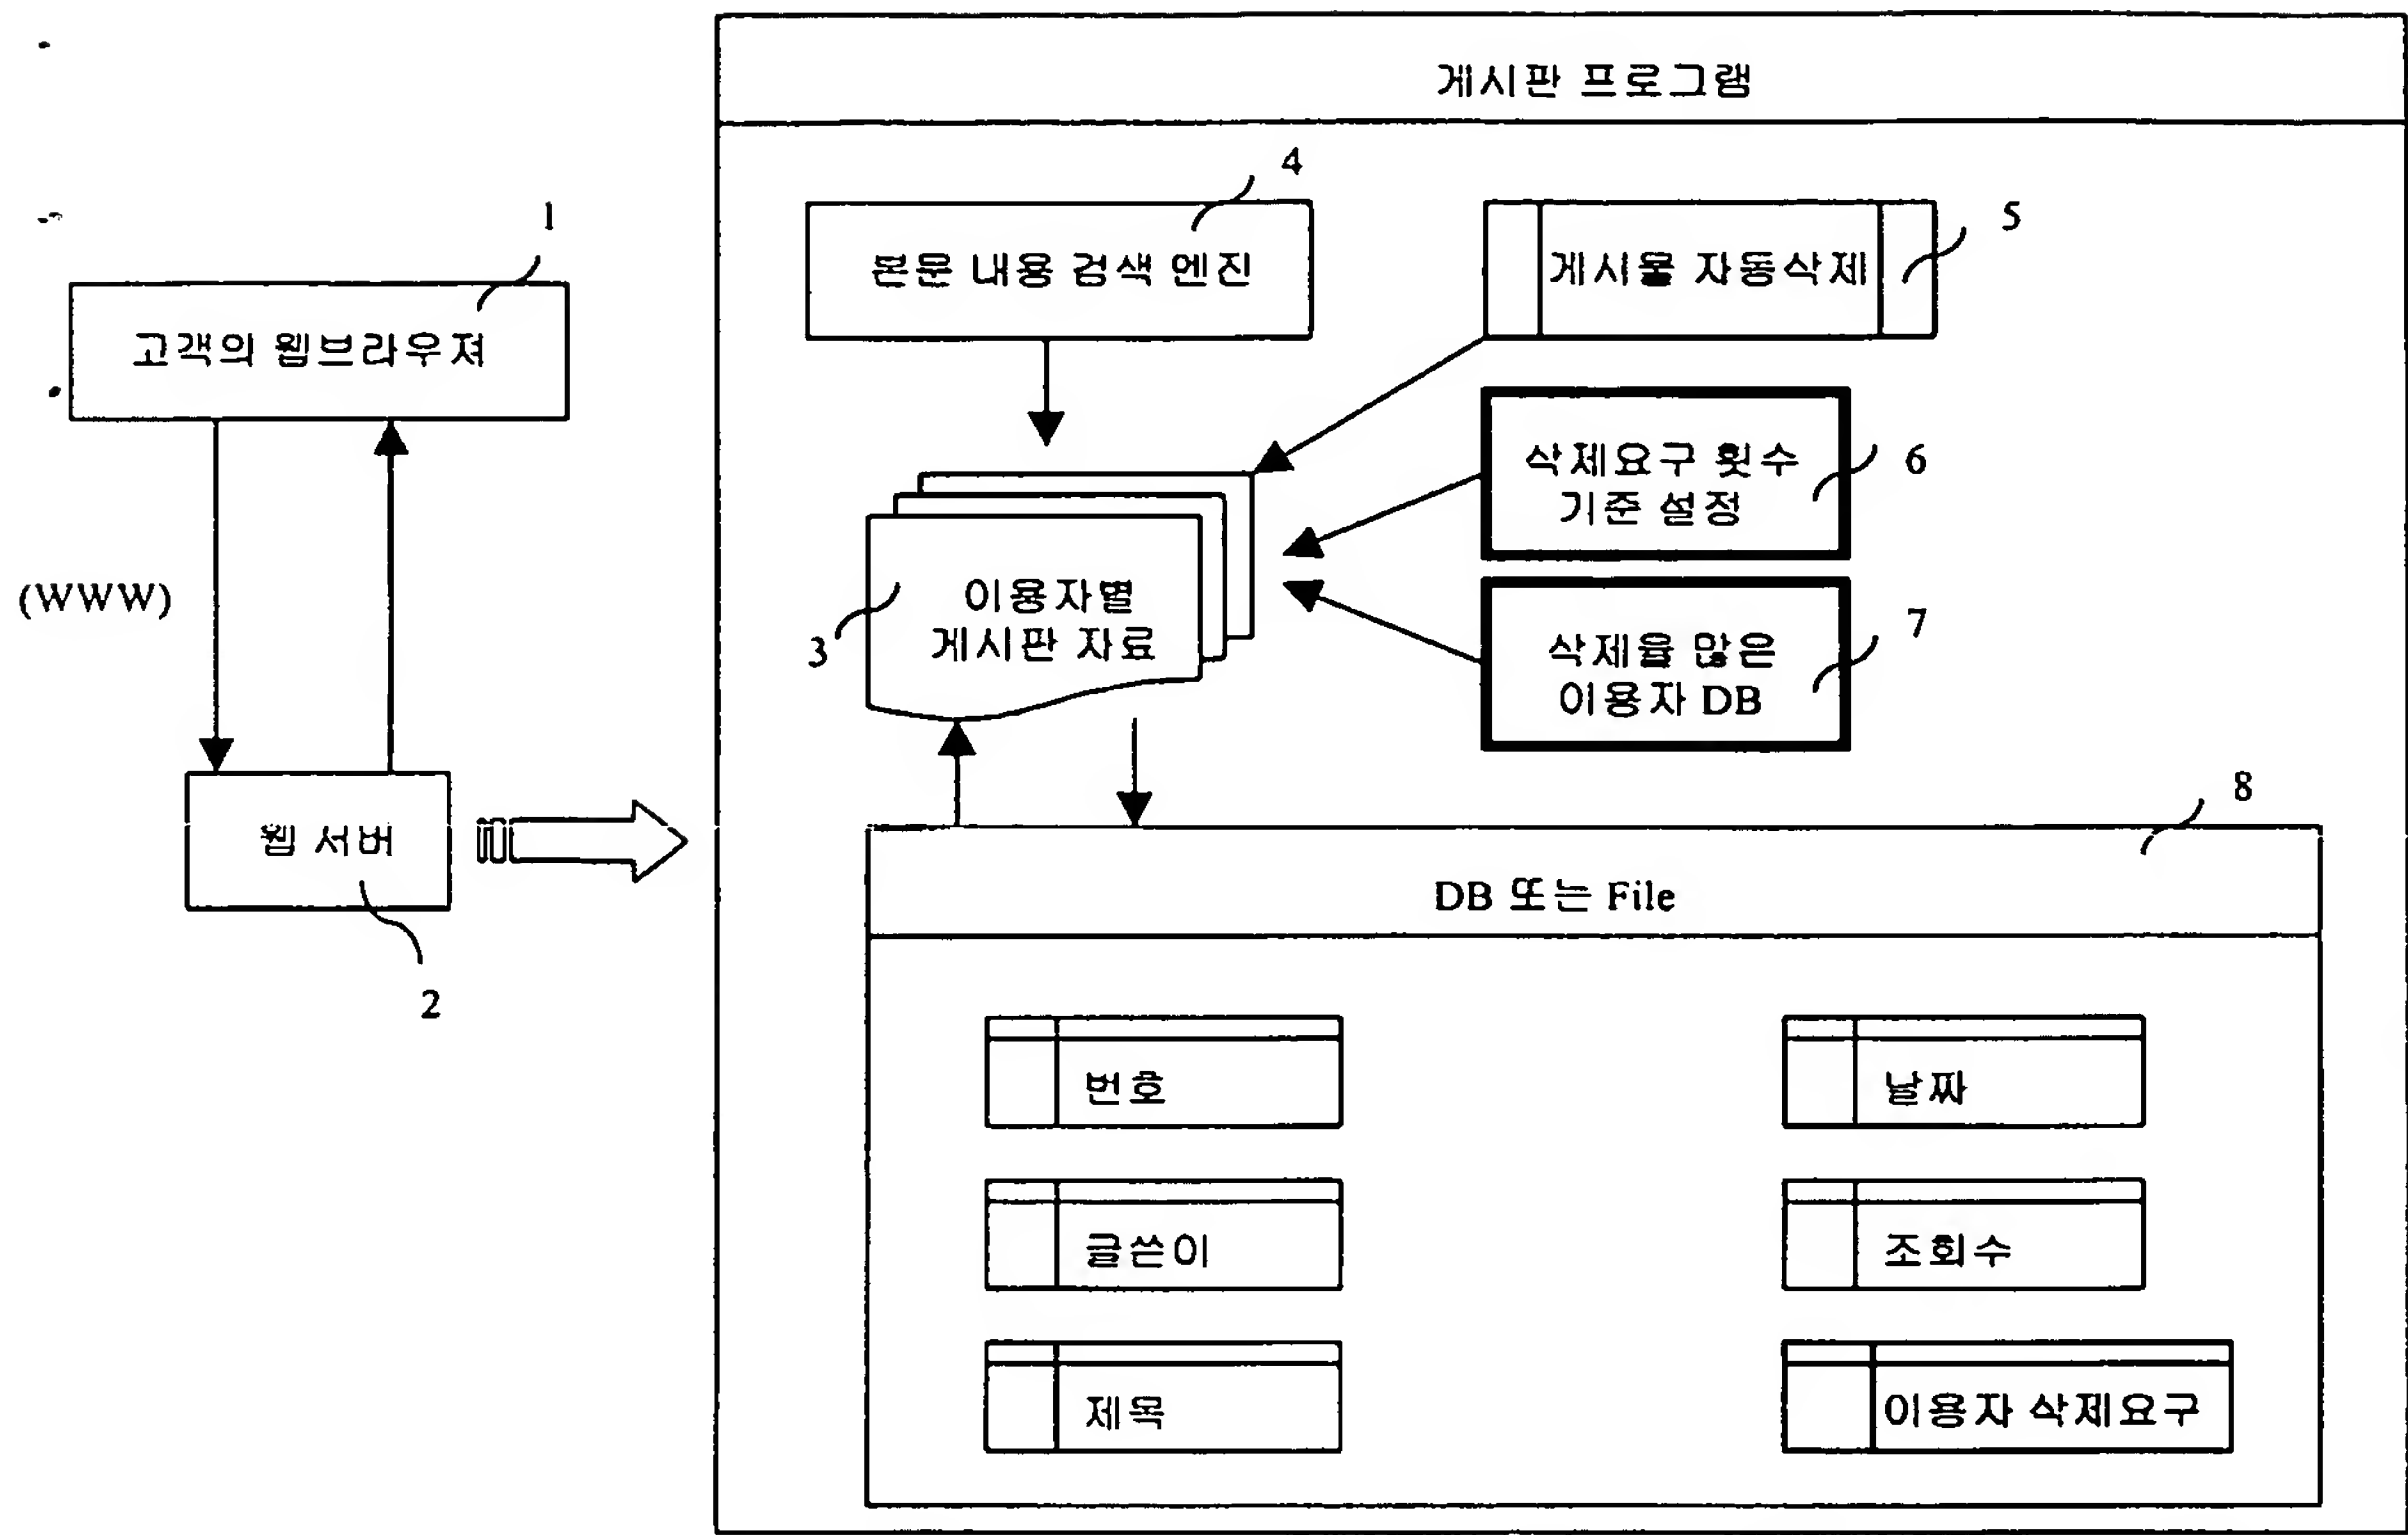 게시판 프로그램
4
본문 내용 검색 엔진
5
게시물 자동삭제
1
고객의 웹브라우져
6
삭제요구 횟수
기준 설정
(WWW)
3
이용자별
게시판 자료
7
삭제율 많은
이용자 DB
8
웹 서버
2
DB 또는 File
번호
날짜
글쓴이
조회수
제목
이용자 삭제요구